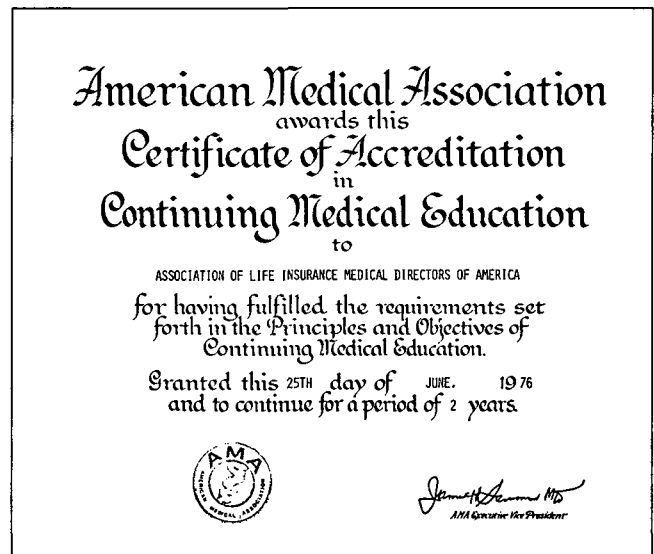 American Medical Association
awards this
Certificate of Accreditation
in
Continuing Medical Education
to
ASSOCIATION OF LIFE INSURANCE MEDICAL DIRECTORS OF AMERICA
for having fulfilled the requirements set
forth in the Principles and Objectives of
Continuing Medical Education.
Granted this 25TH day of JUNE, 1976
and to continue for a period of 2 years.
AMA
AMERICAN MEDICAL ASSOCIATION
MD
AMA Executive Vice President